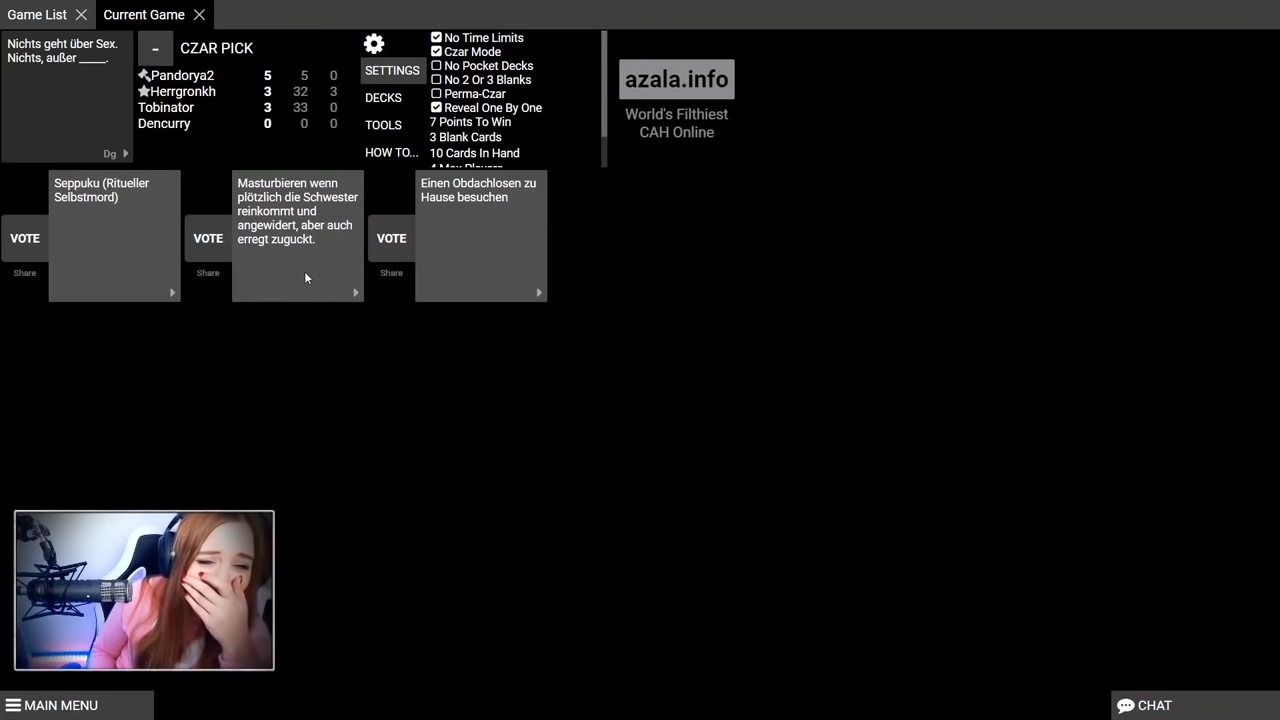 Game List
Current Game
Nichts geht über Sex.
Nichts, außer _____.
Dg
-
CZAR PICK
Pandorya2 5 5 0
Herrgronkh 3 32 3
Tobinator 3 33 0
Dencurry 0 0 0
SETTINGS
DECKS
TOOLS
HOW TO...
No Time Limits
Czar Mode
No Pocket Decks
No 2 Or 3 Blanks
Perma-Czar
Reveal One By One
7 Points To Win
3 Blank Cards
10 Cards In Hand
4 Max Players
azala.info
World's Filthiest
CAH Online
VOTE
Share
Seppuku (Ritueller
Selbstmord)
VOTE
Share
Masturbieren wenn
plötzlich die Schwester
reinkommt und
angewidert, aber auch
erregt zuguckt.
VOTE
Share
Einen Obdachlosen zu
Hause besuchen
MAIN MENU
CHAT